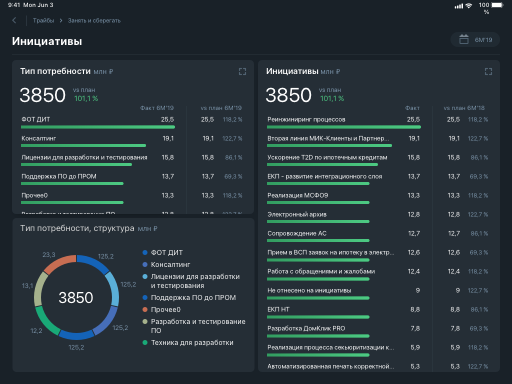 9:41 Mon Jun 3
100 %
Трайбы > Занять и сберегать
Инициативы
6М'19
Тип потребности млн ₽
3850 vs план
101,1 %
Факт 6М'19 vs план 6М'19
ФОТ ДИТ 25,5 25,5 118,2 %
Консалтинг 19,1 19,1 122,7 %
Лицензии для разработки и тестирования 15,8 15,8 86,1 %
Поддержка ПО до ПРОМ 13,7 13,7 69,3 %
Прочее0 13,3 13,3 118,2 %
Разработка и тестирование ПО 12,8 12,8 122,7 %
Тип потребности, структура млн ₽
23,3
125,2
13,1
3850
125,2
12,2
125,2
125,2
ФОТ ДИТ
Консалтинг
Лицензии для разработки
и тестирования
Поддержка ПО до ПРОМ
Прочее0
Разработка и тестирование
ПО
Техника для разработки
Инициативы млн ₽
3850 vs план
101,1 %
Факт vs план 6М'19
Реинжиниринг процессов 25,5 25,5 118,2 %
Вторая линия МИК-Клиенты и Партнер... 19,1 19,1 122,7 %
Ускорение T2D по ипотечным кредитам 15,8 15,8 86,1 %
ЕКП - развитие интеграционного слоя 13,7 13,7 69,3 %
Реализация МСФО9 13,3 13,3 118,2 %
Электронный архив 12,8 12,8 122,7 %
Сопровождение АС 12,7 12,7 122,7 %
Прием в ВСП заявок на ипотеку в электр... 12,6 12,6 69,3 %
Работа с обращениями и жалобами 12,4 12,4 118,2 %
Не отнесено на инициативы 9 9 122,7 %
ЕКП НТ 8,8 8,8 86,1 %
Разработка ДомКлик PRO 7,8 7,8 69,3 %
Реализация процесса секьюритизации к... 5,9 5,9 118,2 %
Автоматизированная печать корректной... 5,3 5,3 122,7 %